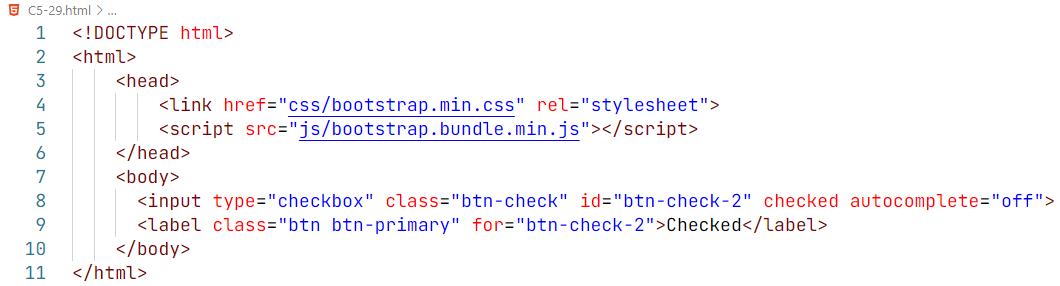 C5-29.html > ...
1 <!DOCTYPE html>
2 <html>
3     <head>
4         <link href="css/bootstrap.min.css" rel="stylesheet">
5         <script src="js/bootstrap.bundle.min.js"></script>
6     </head>
7     <body>
8       <input type="checkbox" class="btn-check" id="btn-check-2" checked autocomplete="off">
9       <label class="btn btn-primary" for="btn-check-2">Checked</label>
10     </body>
11 </html>